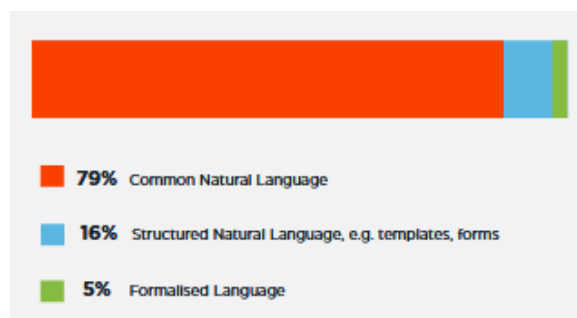 79% Common Natural Language
16% Structured Natural Language, e.g. templates, forms
5% Formalised Language